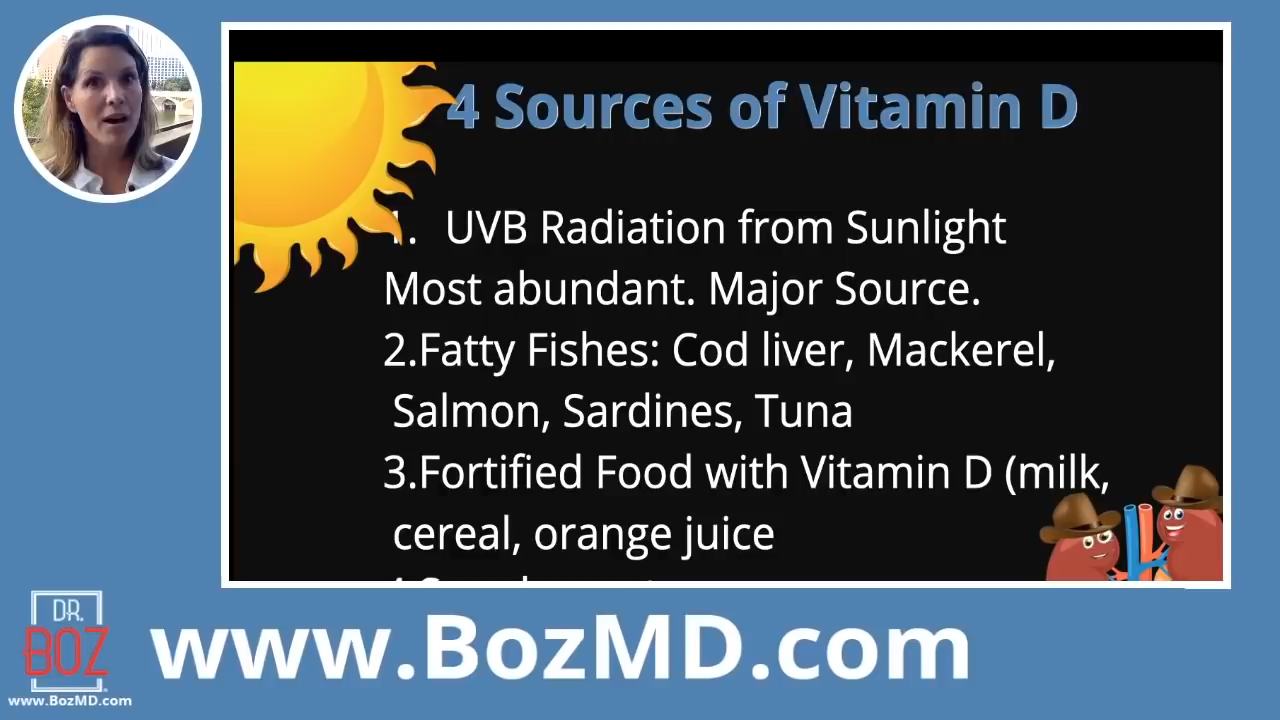 4 Sources of Vitamin D
1. UVB Radiation from Sunlight
Most abundant. Major Source.
2.Fatty Fishes: Cod liver, Mackerel,
Salmon, Sardines, Tuna
3.Fortified Food with Vitamin D (milk,
cereal, orange juice
DR.
BOZ
www.BozMD.com
www.BozMD.com